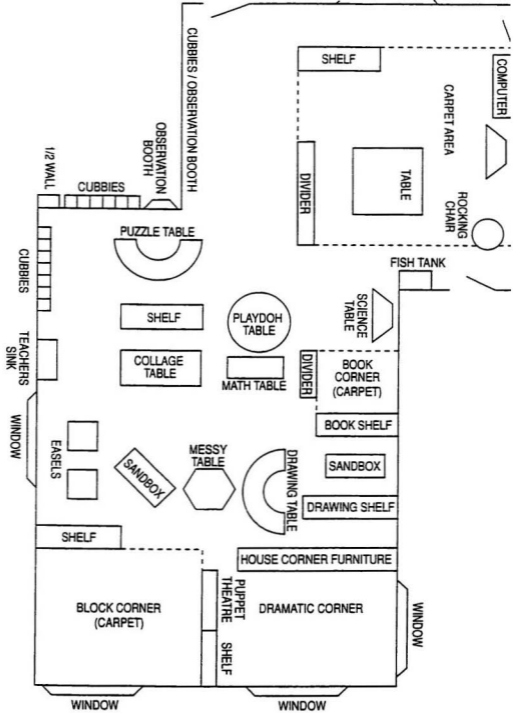 SHELF
COMPUTER
CARPET AREA
CUBBIES / OBSERVATION BOOTH
OBSERVATION
BOOTH
1/2 WALL
CUBBIES
DIVIDER
TABLE
ROCKING
CHAIR
PUZZLE TABLE
CUBBIES
FISH TANK
SHELF
PLAYDOH
TABLE
SCIENCE
TABLE
TEACHERS
SINK
COLLAGE
TABLE
MATH TABLE
DIVIDER
BOOK
CORNER
(CARPET)
BOOK SHELF
WINDOW
EASELS
SANDBOX
MESSY
TABLE
DRAWING TABLE
SANDBOX
DRAWING SHELF
SHELF
HOUSE CORNER FURNITURE
BLOCK CORNER
(CARPET)
PUPPET
THEATRE
SHELF
DRAMATIC CORNER
WINDOW
WINDOW
WINDOW